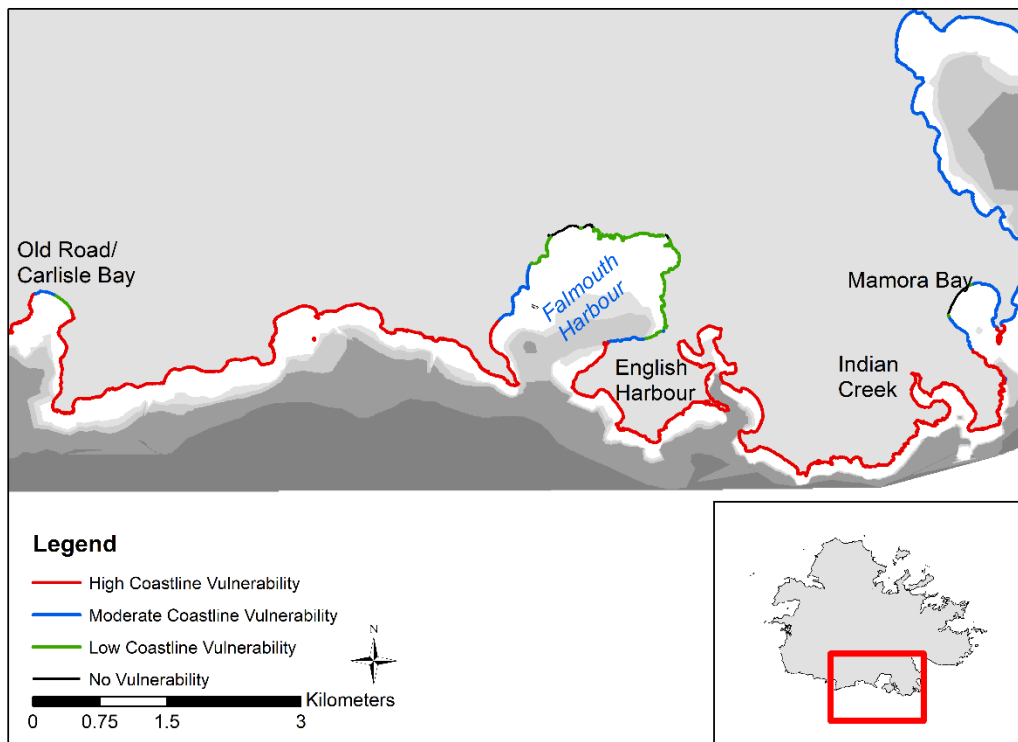 Old Road/
Carlisle Bay
Falmouth
Harbour
Mamora Bay
English
Harbour
Indian
Creek
Legend
High Coastline Vulnerability
Moderate Coastline Vulnerability
Low Coastline Vulnerability
No Vulnerability
N
Kilometers
0 0.75 1.5 3